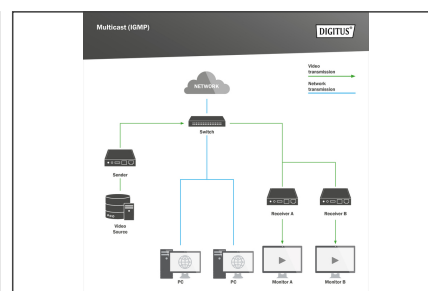 Multicast (IGMP)
DIGITUS®
Video
transmission
Network
transmission
NETWORK
Switch
Sender
Video
Source
Receiver A
Receiver B
PC
PC
Monitor A
Monitor B